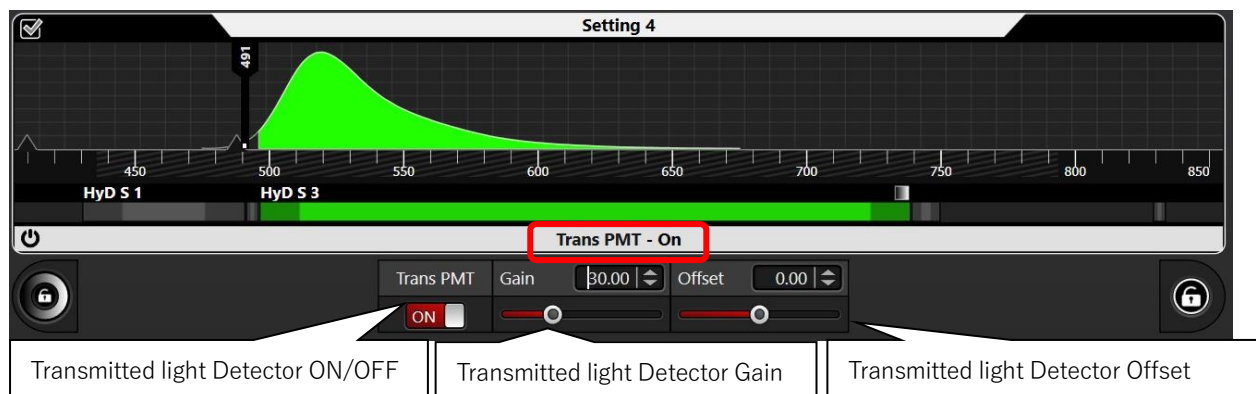 Setting 4
491
450 500 550 600 650 700 750 800 850
HyD S 1 HyD S 3
Trans PMT - On
Trans PMT Gain 30.00 Offset 0.00
ON
Transmitted light Detector ON/OFF
Transmitted light Detector Gain
Transmitted light Detector Offset